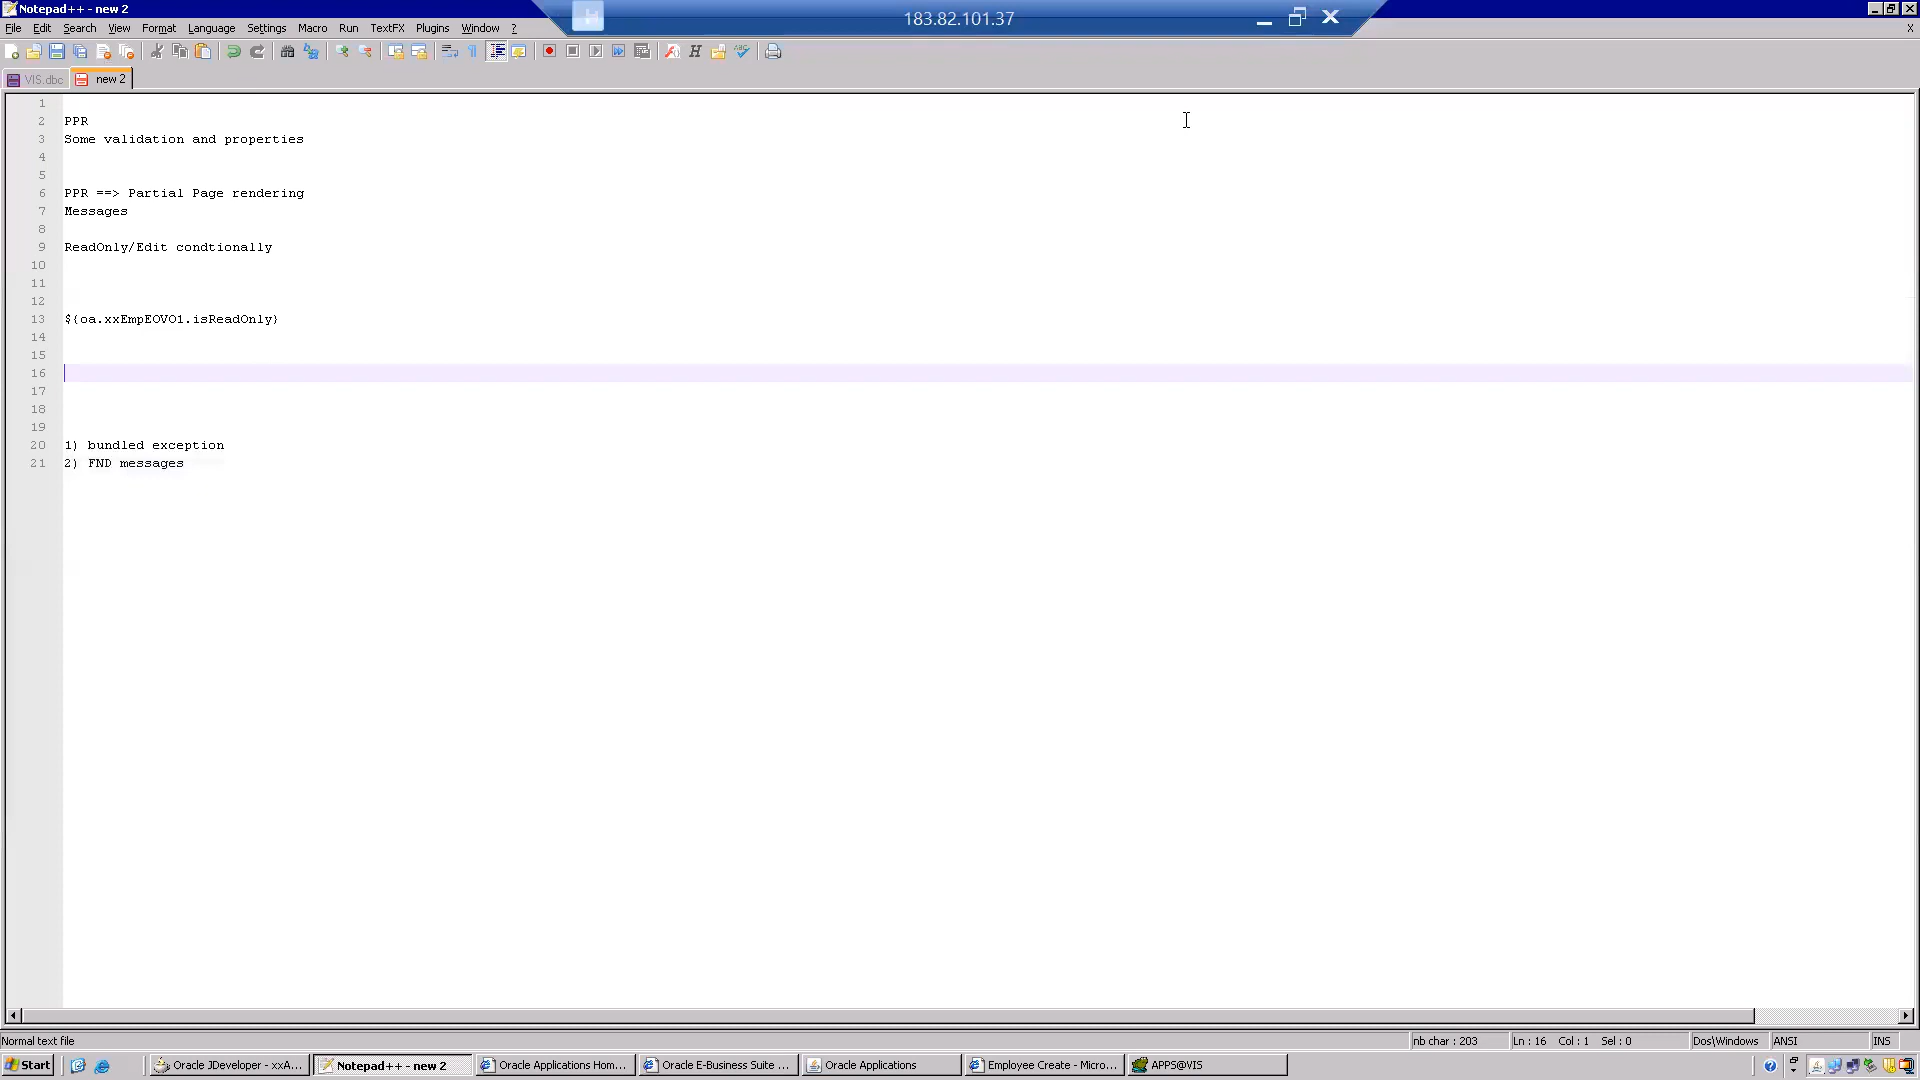 Notepad++ - new 2
183.82.101.37
File Edit Search View Format Language Settings Macro Run TextFX Plugins Window ?
X
VIS.dbc new 2
1
2 PPR
3 Some validation and properties
4
5
6 PPR ==> Partial Page rendering
7 Messages
8
9 ReadOnly/Edit condtionally
10
11
12
13 ${oa.xxEmpEOVO1.isReadOnly}
14
15
16
17
18
19
20 1) bundled exception
21 2) FND messages
Normal text file nb char : 203 Ln : 16 Col : 1 Sel : 0 Dos\Windows ANSI INS
Start Oracle JDeveloper - xxA... Notepad++ - new 2 Oracle Applications Hom... Oracle E-Business Suite ... Oracle Applications Employee Create - Micro... APPS@VIS